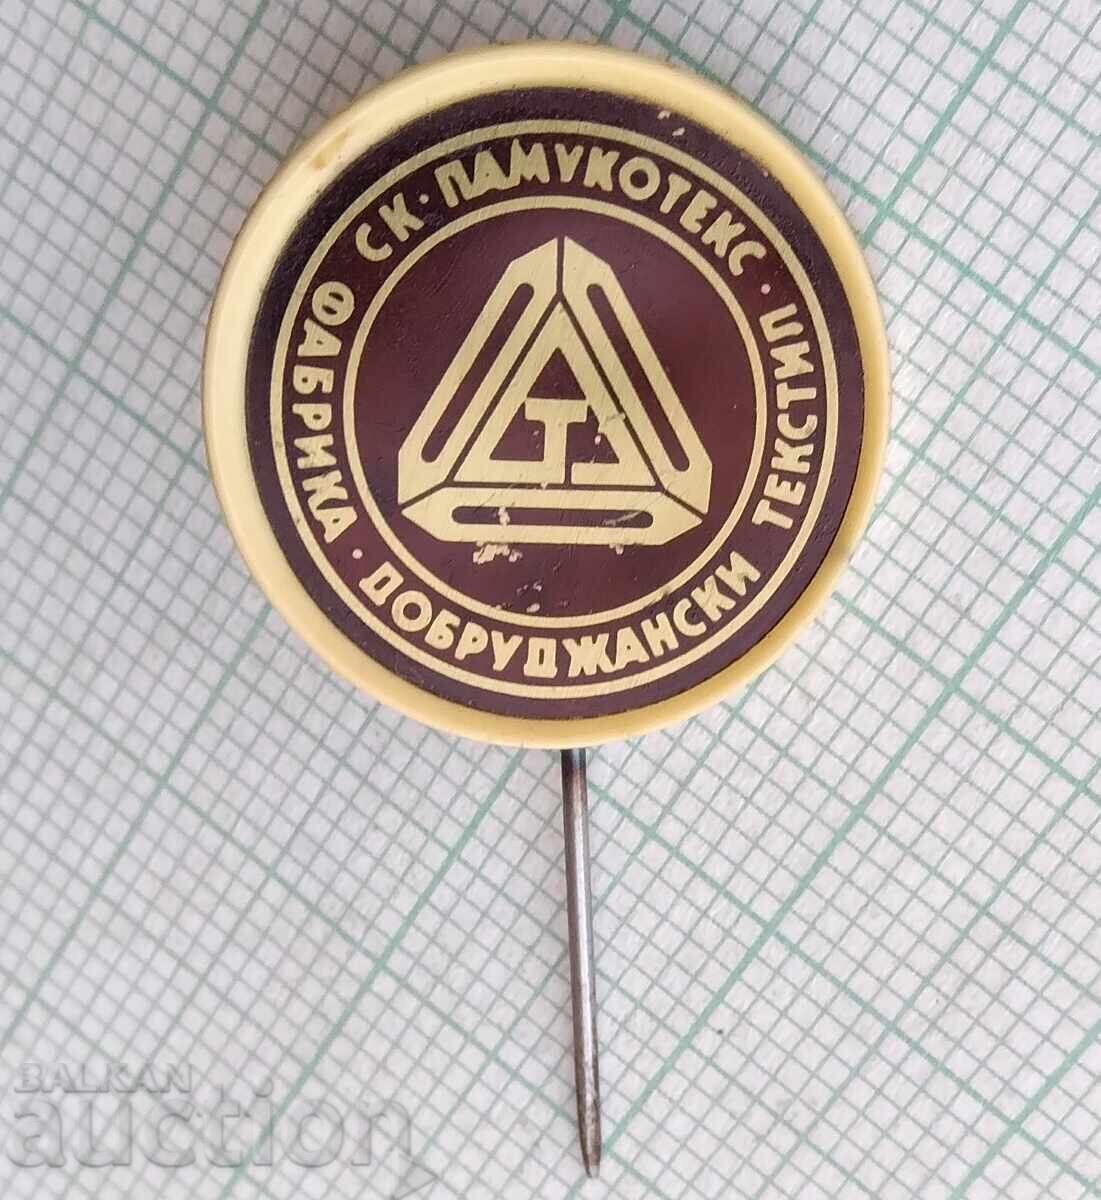 СК · ПАМУКОТЕКС ·
ФАБРИКА · ДОБРУДЖАНСКИ ТЕКСТИЛ
Т
BALKAN
auction